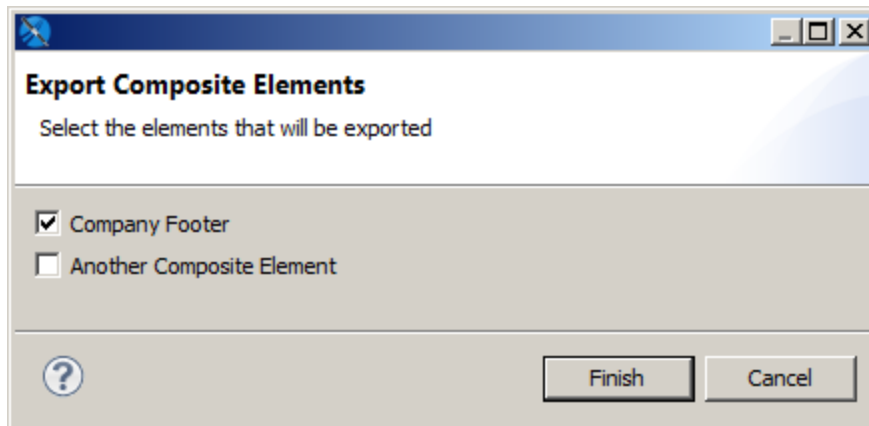 Export Composite Elements
Select the elements that will be exported
Company Footer
Another Composite Element
?
Finish
Cancel